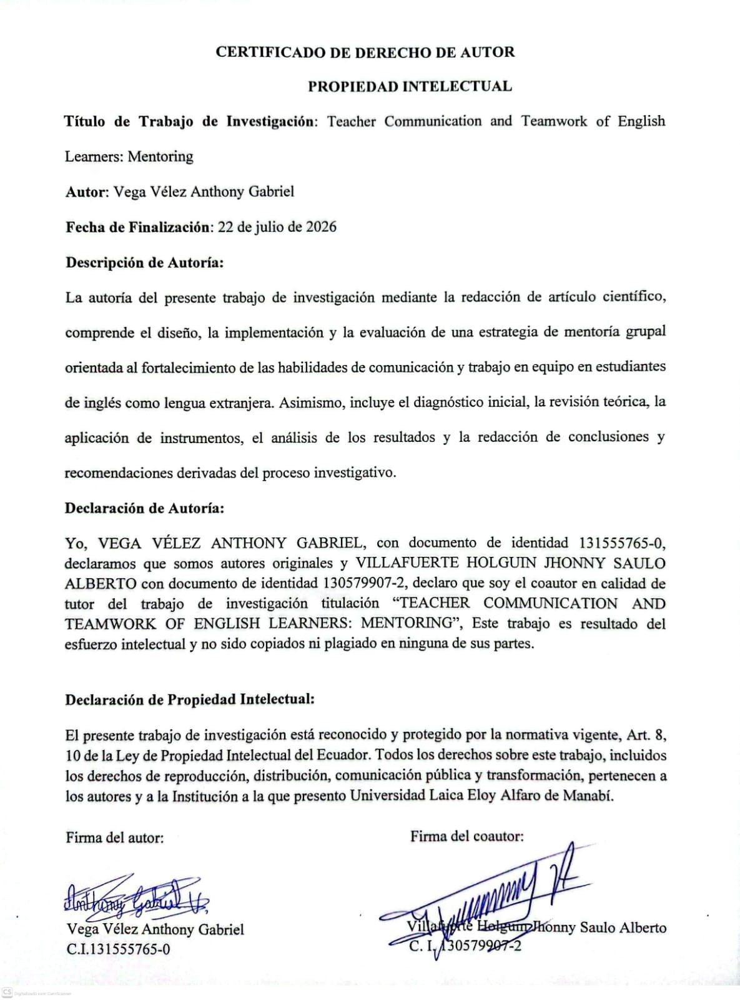 CERTIFICADO DE DERECHO DE AUTOR
PROPIEDAD INTELECTUAL
Título de Trabajo de Investigación: Teacher Communication and Teamwork of English
Learners: Mentoring
Autor: Vega Vélez Anthony Gabriel
Fecha de Finalización: 22 de julio de 2026
Descripción de Autoría:
La autoría del presente trabajo de investigación mediante la redacción de artículo científico,
comprende el diseño, la implementación y la evaluación de una estrategia de mentoría grupal
orientada al fortalecimiento de las habilidades de comunicación y trabajo en equipo en estudiantes
de inglés como lengua extranjera. Asimismo, incluye el diagnóstico inicial, la revisión teórica, la
aplicación de instrumentos, el análisis de los resultados y la redacción de conclusiones y
recomendaciones derivadas del proceso investigativo.
Declaración de Autoría:
Yo, VEGA VÉLEZ ANTHONY GABRIEL, con documento de identidad 131555765-0,
declaramos que somos autores originales y VILLAFUERTE HOLGUIN JHONNY SAULO
ALBERTO con documento de identidad 130579907-2, declaro que soy el coautor en calidad de
tutor del trabajo de investigación titulación “TEACHER COMMUNICATION AND
TEAMWORK OF ENGLISH LEARNERS: MENTORING”, Este trabajo es resultado del
esfuerzo intelectual y no sido copiados ni plagiado en ninguna de sus partes.
Declaración de Propiedad Intelectual:
El presente trabajo de investigación está reconocido y protegido por la normativa vigente, Art. 8,
10 de la Ley de Propiedad Intelectual del Ecuador. Todos los derechos sobre este trabajo, incluidos
los derechos de reproducción, distribución, comunicación pública y transformación, pertenecen a
los autores y a la Institución a la que presento Universidad Laica Eloy Alfaro de Manabí.
Firma del autor: Firma del coautor:
Anthony Gabriel V.
Vega Vélez Anthony Gabriel Villafuerte Holguin Jhonny Saulo Alberto
C.I.131555765-0 C. I. 130579907-2
CS Digitalizado con CamScanner